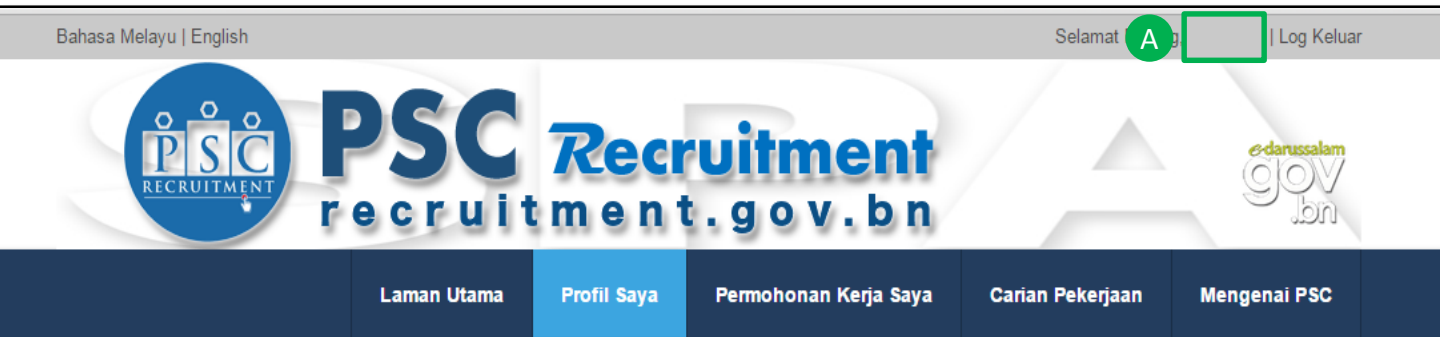 Bahasa Melayu | English
Selamat
A
| Log Keluar
PSC
RECRUITMENT
PSC Recruitment
recruitment.gov.bn
e-darussalam
gov
.bn
Laman Utama
Profil Saya
Permohonan Kerja Saya
Carian Pekerjaan
Mengenai PSC